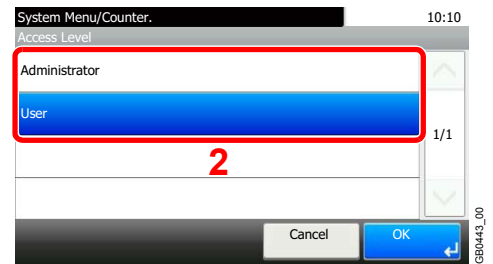 System Menu/Counter. 10:10
Access Level
Administrator
User
1/1
2
Cancel OK
GB0443_00